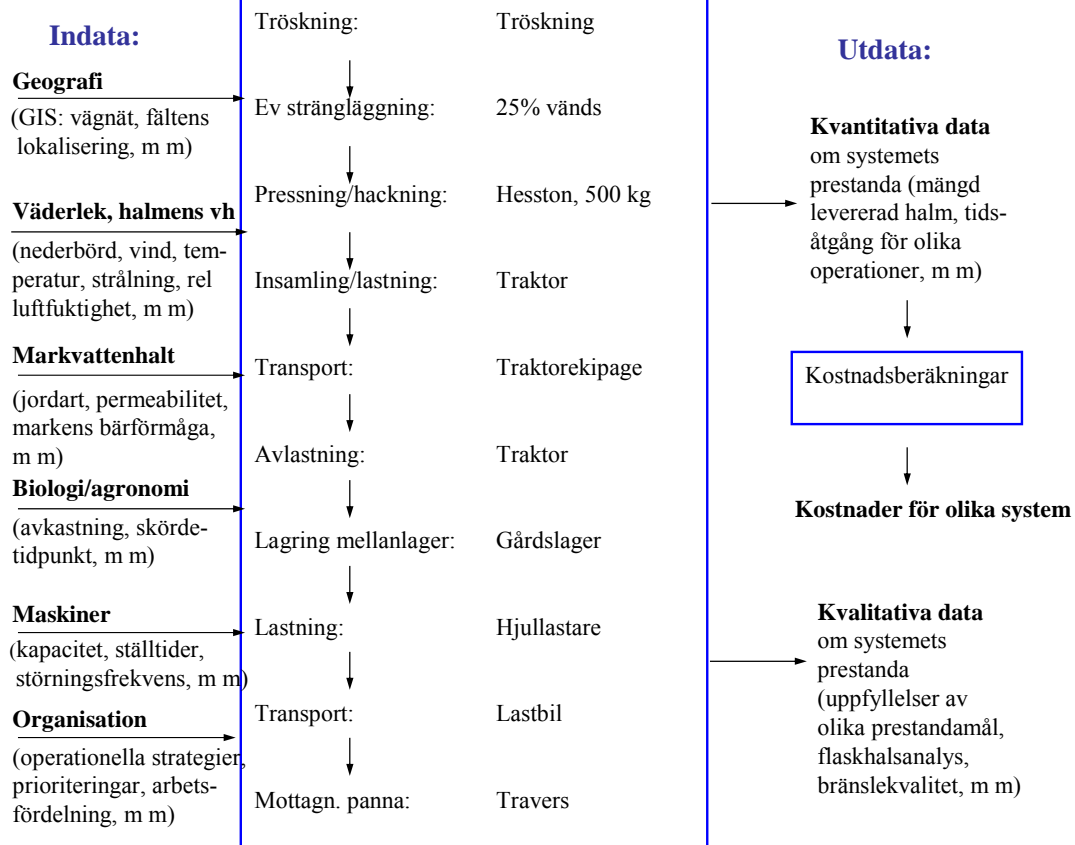 Indata:
Geografi
(GIS: vägnät, fältens
lokalisering, m m)
Väderlek, halmens vh
(nederbörd, vind, tem-
peratur, strålning, rel
luftfuktighet, m m)
Markvattenhalt
(jordart, permeabilitet,
markens bärförmåga,
m m)
Biologi/agronomi
(avkastning, skörde-
tidpunkt, m m)
Maskiner
(kapacitet, ställtider,
störningsfrekvens, m m)
Organisation
(operationella strategier,
prioriteringar, arbets-
fördelning, m m)
Tröskning: Tröskning
Ev strängläggning: 25% vänds
Pressning/hackning: Hesston, 500 kg
Insamling/lastning: Traktor
Transport: Traktorekipage
Avlastning: Traktor
Lagring mellanlager: Gårdslager
Lastning: Hjullastare
Transport: Lastbil
Mottagn. panna: Travers
Utdata:
Kvantitativa data
om systemets
prestanda (mängd
levererad halm, tids-
åtgång för olika
operationer, m m)
Kostnadsberäkningar
Kostnader för olika system
Kvalitativa data
om systemets
prestanda
(uppfyllelser av
olika prestandamål,
flaskhalsanalys,
bränslekvalitet, m m)